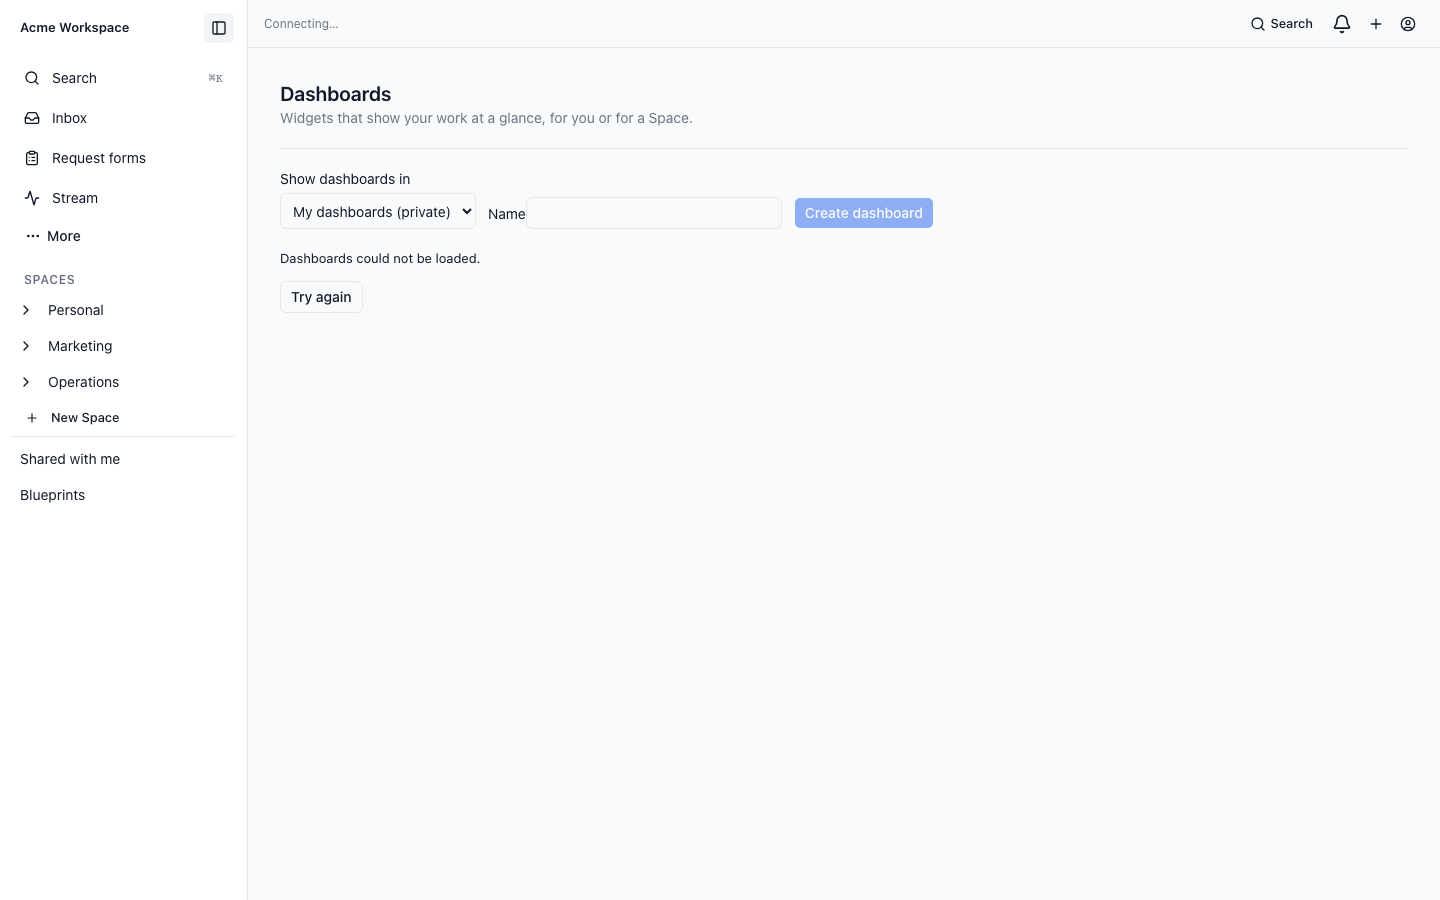 Acme Workspace
Connecting...
Search
Search ⌘K
Inbox
Request forms
Stream
More
SPACES
Personal
Marketing
Operations
New Space
Shared with me
Blueprints
Dashboards
Widgets that show your work at a glance, for you or for a Space.
Show dashboards in
My dashboards (private) Name Create dashboard
Dashboards could not be loaded.
Try again